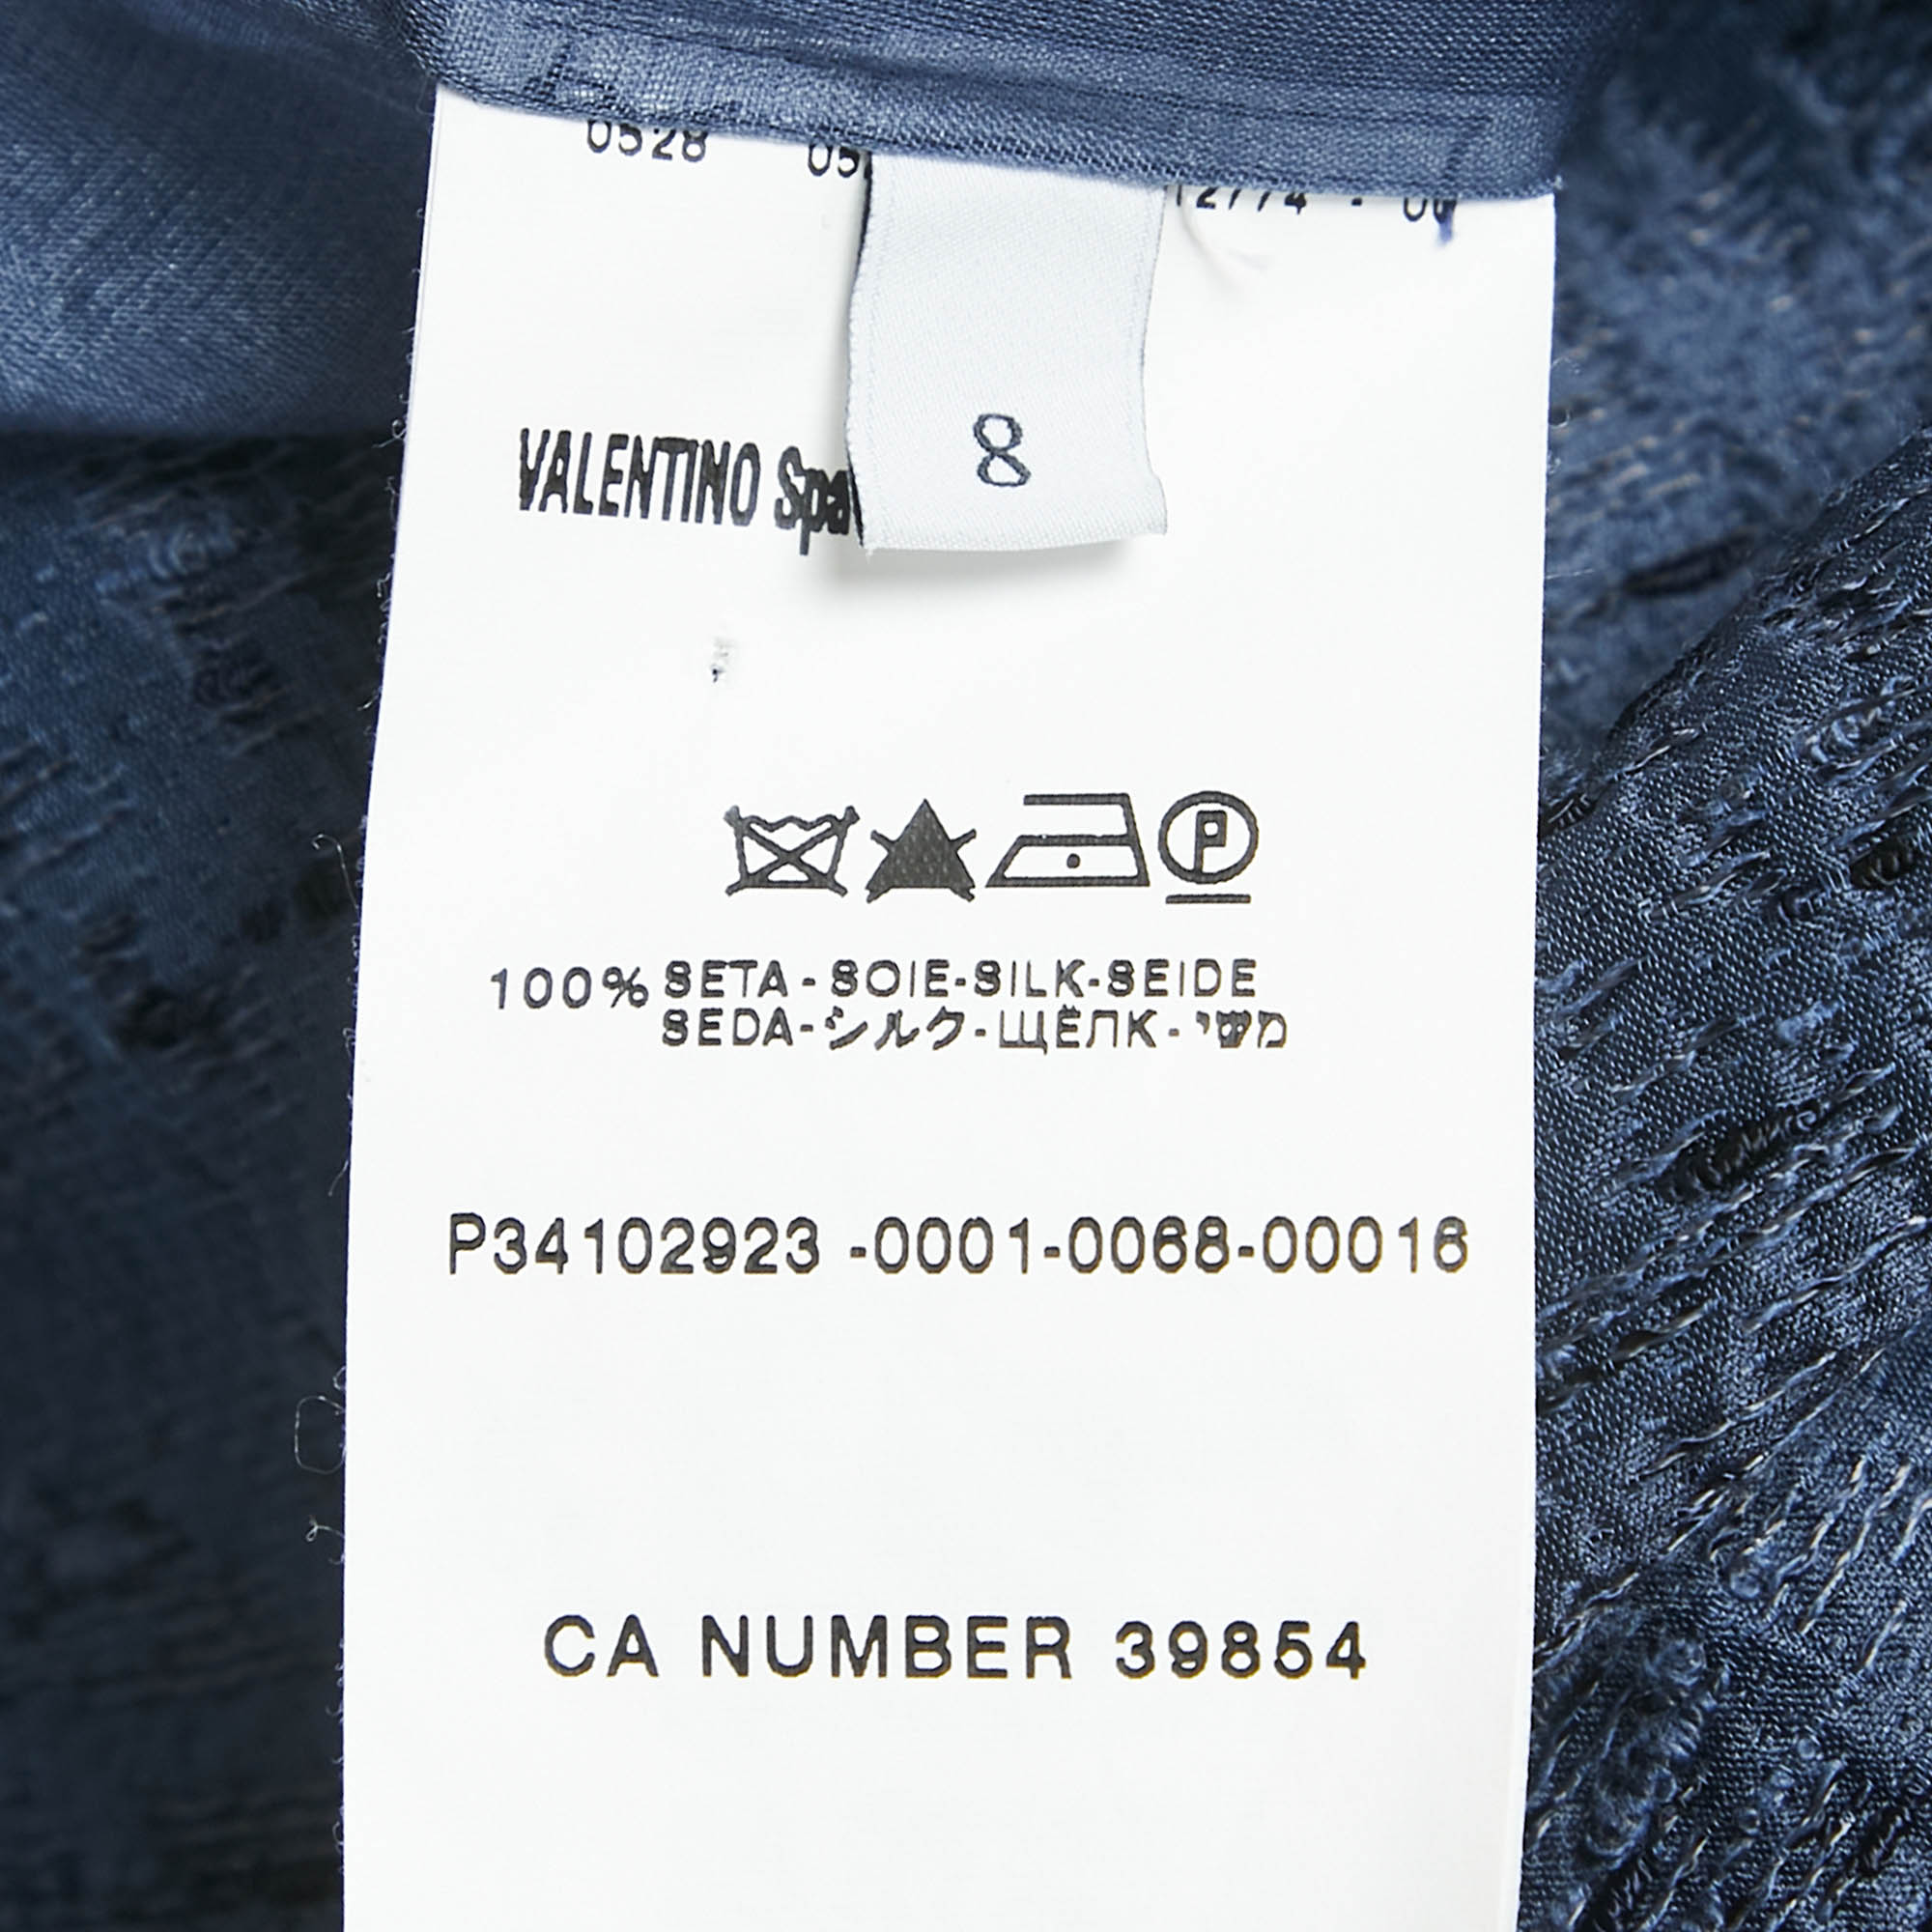 0528
8
VALENTINO Spa
P
100% SETA - SOIE - SILK - SEIDE
SEDA - シルク - ЩЁЛК - משי
P34102923 -0001-0068-00016
CA NUMBER 39854